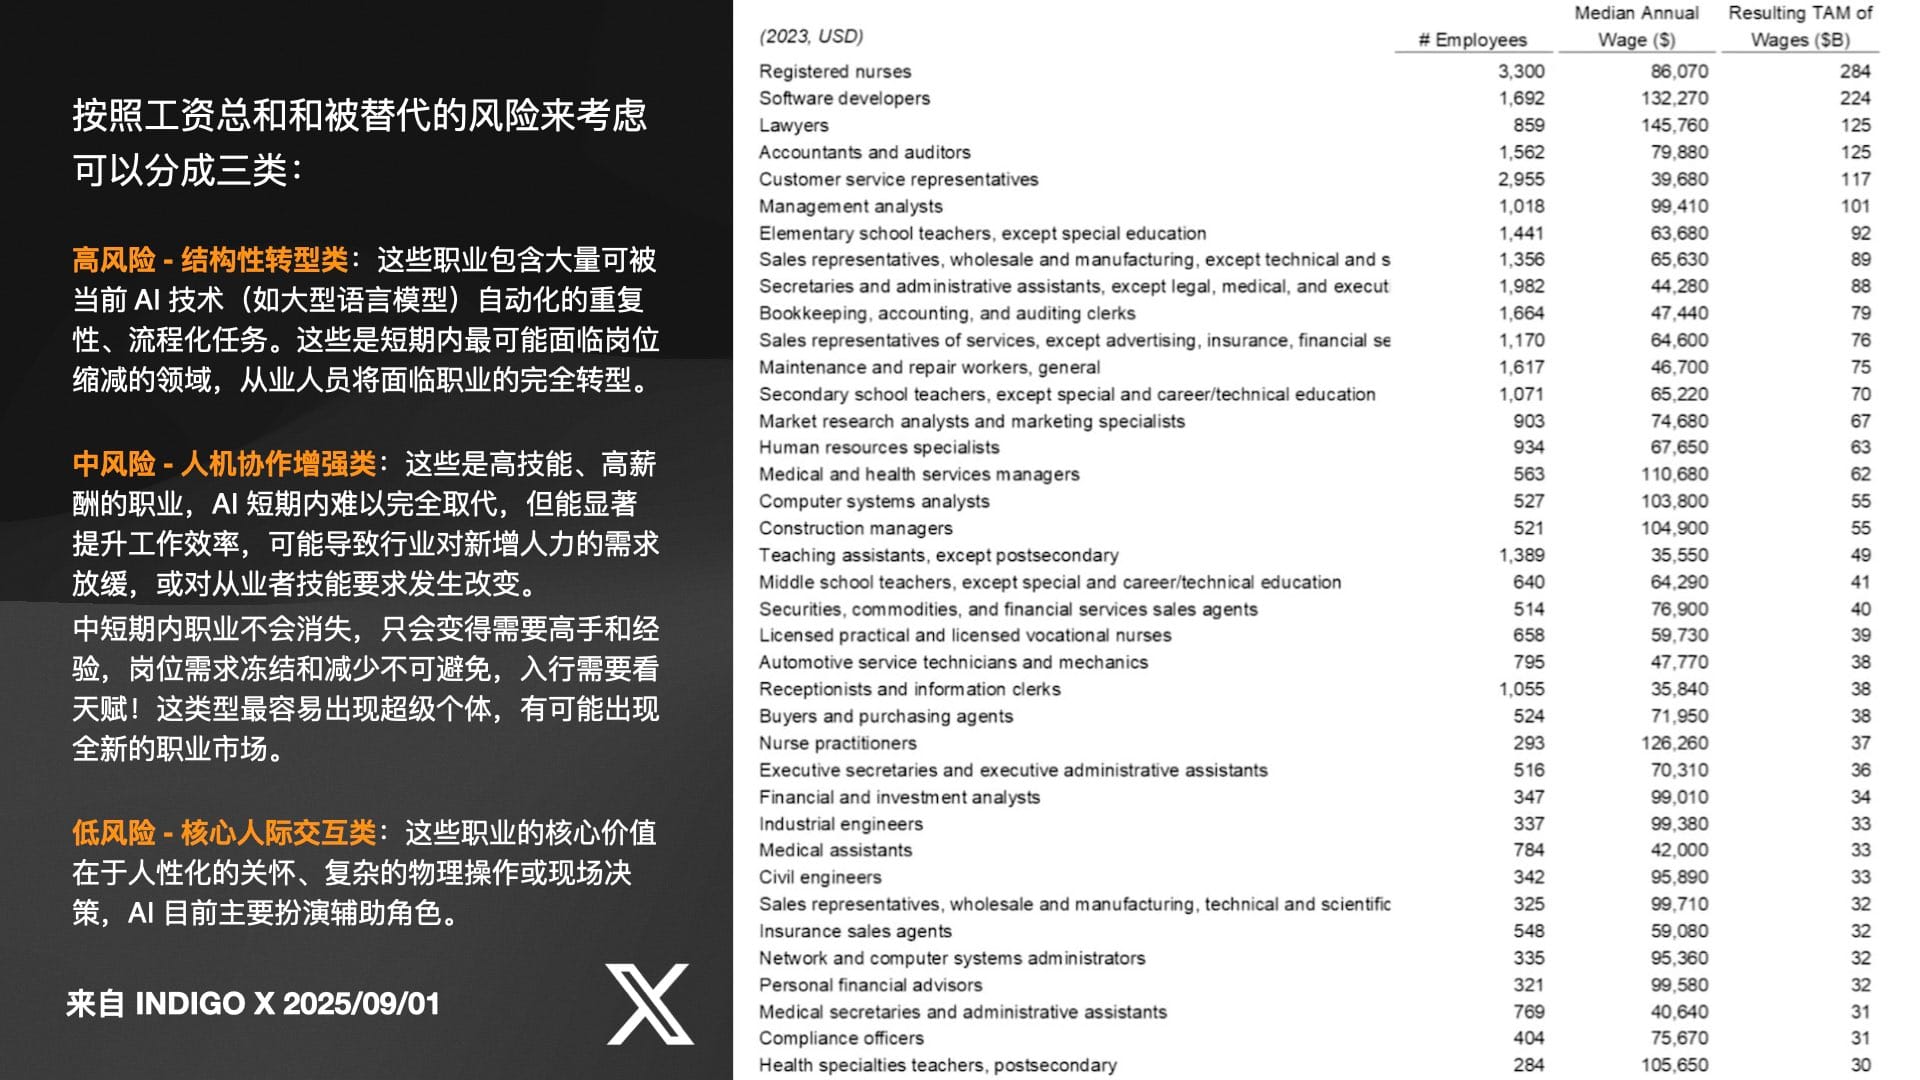 按照工资总和和被替代的风险来考虑
可以分成三类：
高风险 - 结构性转型类：这些职业包含大量可被
当前 AI 技术（如大型语言模型）自动化的重复
性、流程化任务。这些是短期内最可能面临岗位
缩减的领域，从业人员将面临职业的完全转型。
中风险 - 人机协作增强类：这些是高技能、高薪
酬的职业，AI 短期内难以完全取代，但能显著
提升工作效率，可能导致行业对新增人力的需求
放缓，或对从业者技能要求发生改变。
中短期内职业不会消失，只会变得需要高手和经
验，岗位需求冻结和减少不可避免，入行需要看
天赋！这类型最容易出现超级个体，有可能出现
全新的职业市场。
低风险 - 核心人际交互类：这些职业的核心价值
在于人性化的关怀、复杂的物理操作或现场决
策，AI 目前主要扮演辅助角色。
来自 INDIGO X 2025/09/01
(2023, USD) # Employees Median Annual Wage ($) Resulting TAM of Wages ($B)
Registered nurses 3,300 86,070 284
Software developers 1,692 132,270 224
Lawyers 859 145,760 125
Accountants and auditors 1,562 79,880 125
Customer service representatives 2,955 39,680 117
Management analysts 1,018 99,410 101
Elementary school teachers, except special education 1,441 63,680 92
Sales representatives, wholesale and manufacturing, except technical and s 1,356 65,630 89
Secretaries and administrative assistants, except legal, medical, and execut 1,982 44,280 88
Bookkeeping, accounting, and auditing clerks 1,664 47,440 79
Sales representatives of services, except advertising, insurance, financial se 1,170 64,600 76
Maintenance and repair workers, general 1,617 46,700 75
Secondary school teachers, except special and career/technical education 1,071 65,220 70
Market research analysts and marketing specialists 903 74,680 67
Human resources specialists 934 67,650 63
Medical and health services managers 563 110,680 62
Computer systems analysts 527 103,800 55
Construction managers 521 104,900 55
Teaching assistants, except postsecondary 1,389 35,550 49
Middle school teachers, except special and career/technical education 640 64,290 41
Securities, commodities, and financial services sales agents 514 76,900 40
Licensed practical and licensed vocational nurses 658 59,730 39
Automotive service technicians and mechanics 795 47,770 38
Receptionists and information clerks 1,055 35,840 38
Buyers and purchasing agents 524 71,950 38
Nurse practitioners 293 126,260 37
Executive secretaries and executive administrative assistants 516 70,310 36
Financial and investment analysts 347 99,010 34
Industrial engineers 337 99,380 33
Medical assistants 784 42,000 33
Civil engineers 342 95,890 33
Sales representatives, wholesale and manufacturing, technical and scientific 325 99,710 32
Insurance sales agents 548 59,080 32
Network and computer systems administrators 335 95,360 32
Personal financial advisors 321 99,580 32
Medical secretaries and administrative assistants 769 40,640 31
Compliance officers 404 75,670 31
Health specialties teachers, postsecondary 284 105,650 30